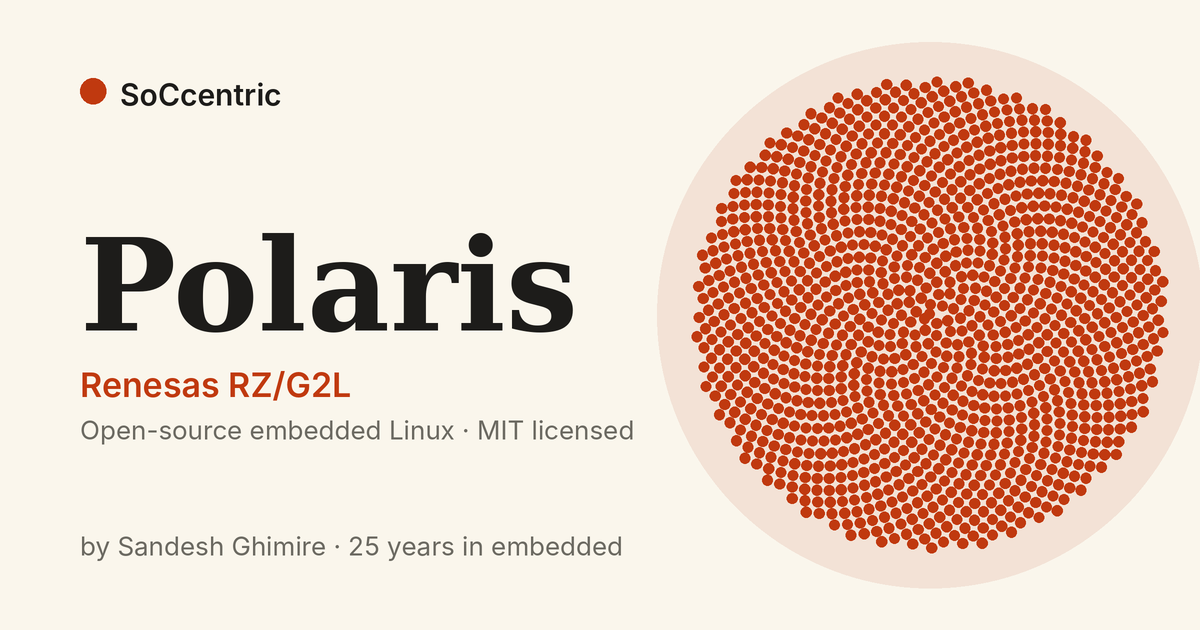 SoCcentric
Polaris
Renesas RZ/G2L
Open-source embedded Linux · MIT licensed
by Sandesh Ghimire · 25 years in embedded